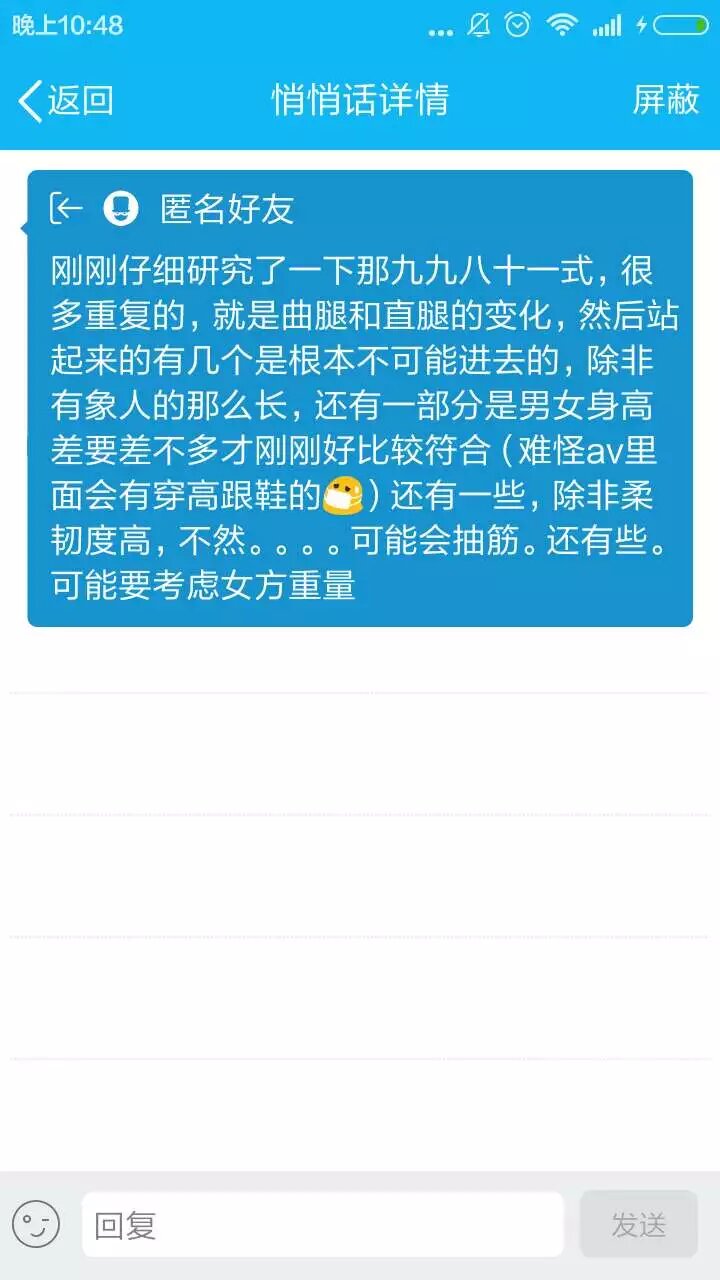 晚上10:48
返回
悄悄话详情
屏蔽
匿名好友
刚刚仔细研究了一下那九九八十一式，很
多重复的，就是曲腿和直腿的变化，然后站
起来的有几个是根本不可能进去的，除非
有象人的那么长，还有一部分是男女身高
差要差不多才刚刚好比较符合（难怪av里
面会有穿高跟鞋的😷）还有一些，除非柔
韧度高，不然。。。。可能会抽筋。还有些。
可能要考虑女方重量
回复
发送